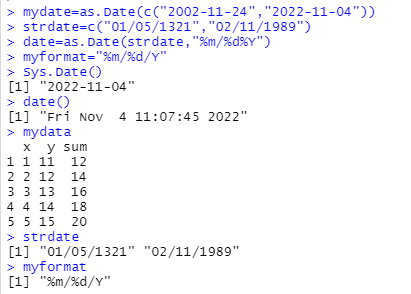 > mydate=as.Date(c("2002-11-24","2022-11-04"))
> strdate=c("01/05/1321","02/11/1989")
> date=as.Date(strdate,"%m/%d%Y")
> myformat="%m/%d/Y"
> Sys.Date()
[1] "2022-11-04"
> date()
[1] "Fri Nov  4 11:07:45 2022"
> mydata
  x  y sum
1 1 11  12
2 2 12  14
3 3 13  16
4 4 14  18
5 5 15  20
> strdate
[1] "01/05/1321" "02/11/1989"
> myformat
[1] "%m/%d/Y"